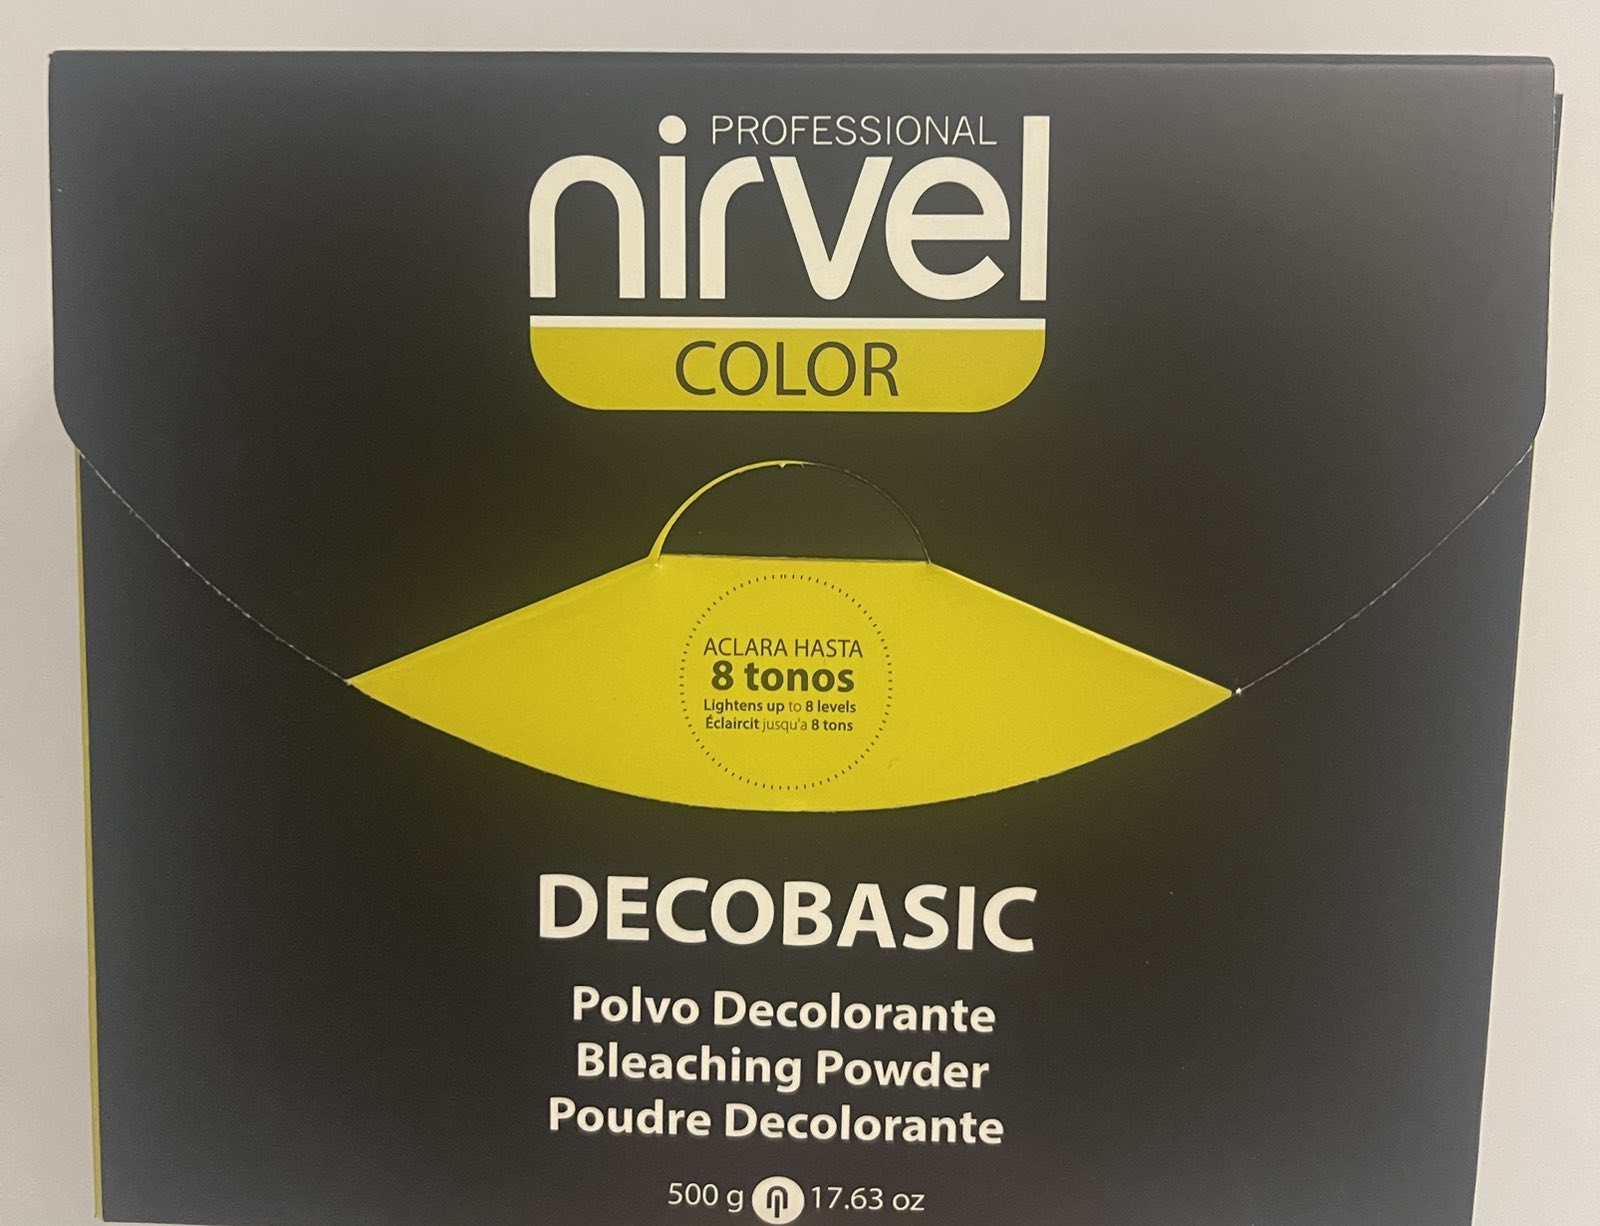 PROFESSIONAL
nirvel
COLOR
ACLARA HASTA
8 tonos
Lightens up to 8 levels
Éclaircit jusqu'a 8 tons
DECOBASIC
Polvo Decolorante
Bleaching Powder
Poudre Decolorante
500 g 17.63 oz